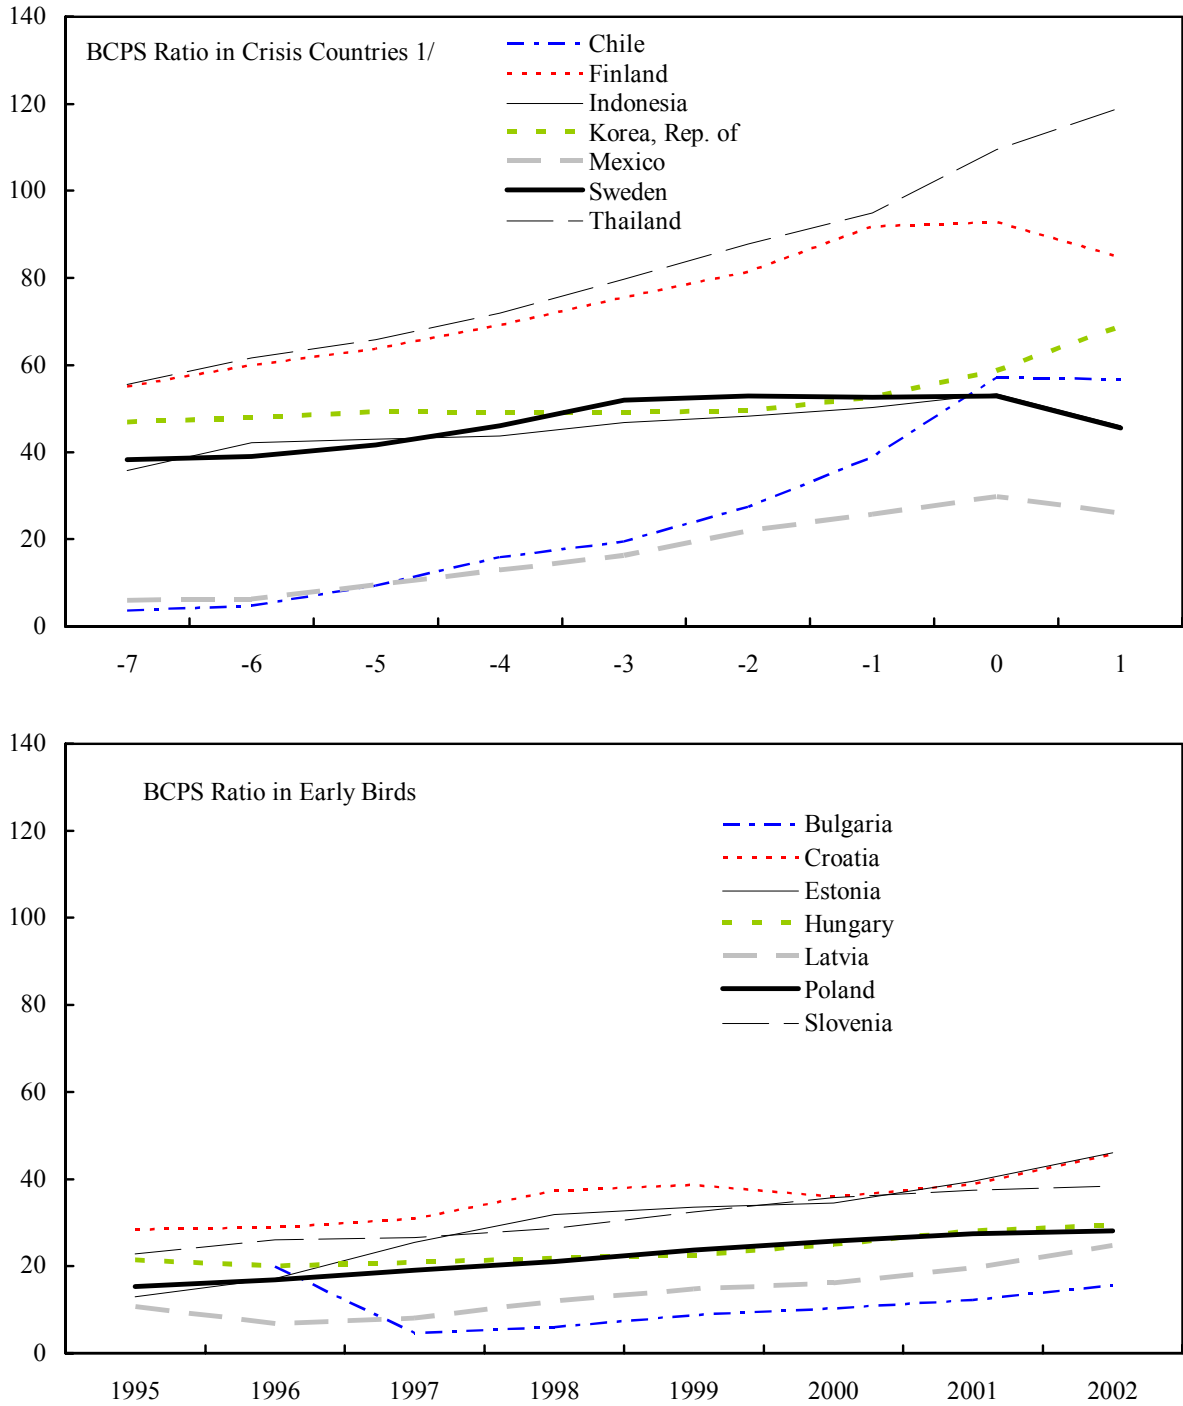 140
BCPS Ratio in Crisis Countries 1/
Chile
Finland
Indonesia
Korea, Rep. of
Mexico
Sweden
Thailand
120
100
80
60
40
20
0
-7 -6 -5 -4 -3 -2 -1 0 1
140
BCPS Ratio in Early Birds
Bulgaria
Croatia
Estonia
Hungary
Latvia
Poland
Slovenia
120
100
80
60
40
20
0
1995 1996 1997 1998 1999 2000 2001 2002